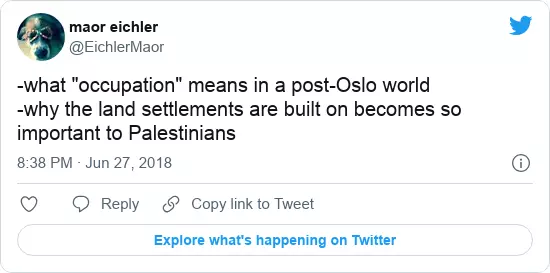 maor eichler
@EichlerMaor
-what "occupation" means in a post-Oslo world
-why the land settlements are built on becomes so
important to Palestinians
8:38 PM · Jun 27, 2018
Reply
Copy link to Tweet
Explore what's happening on Twitter